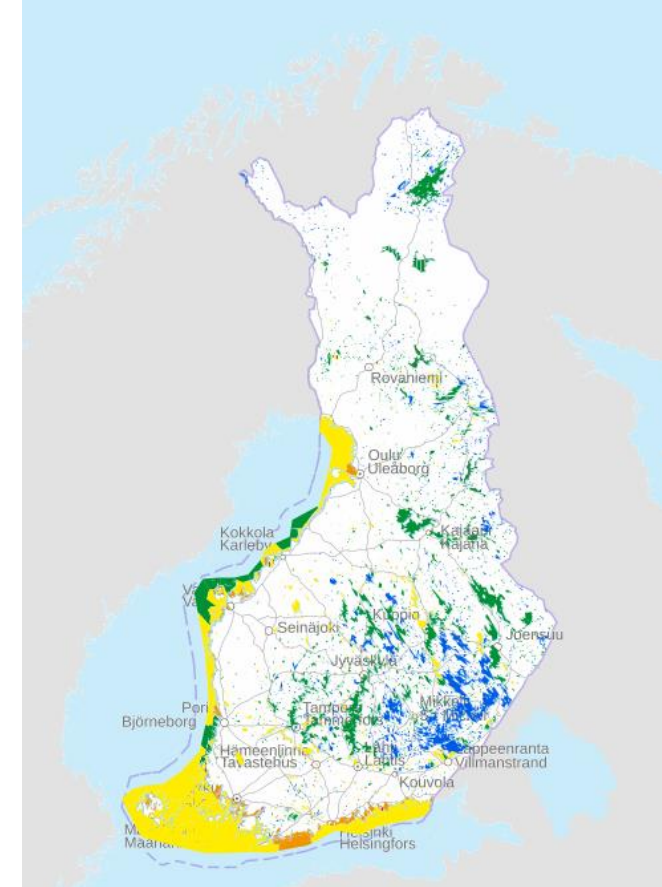 Rovaniemi
Oulu
Uleåborg
Kokkola
Karleby
Kajaani
Kajana
Seinäjoki
Kuopio
Joensuu
Jyväskylä
Pori
Björneborg
Tampere
Tammerfors
Mikkeli
Hämeenlinna
Tavastehus
Lahti
Lahtis
Lappeenranta
Villmanstrand
Kouvola
Helsinki
Helsingfors